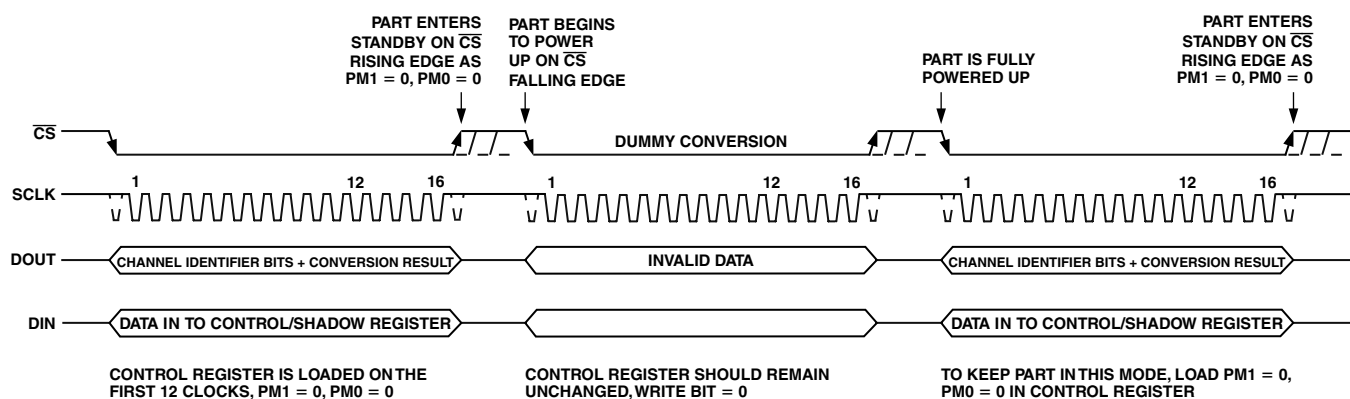 PART ENTERS
STANDBY ON CS
RISING EDGE AS
PM1 = 0, PM0 = 0
PART BEGINS
TO POWER
UP ON CS
FALLING EDGE
PART IS FULLY
POWERED UP
PART ENTERS
STANDBY ON CS
RISING EDGE AS
PM1 = 0, PM0 = 0
CS
DUMMY CONVERSION
SCLK
1 12 16
1 12 16
1 12 16
DOUT
CHANNEL IDENTIFIER BITS + CONVERSION RESULT
INVALID DATA
CHANNEL IDENTIFIER BITS + CONVERSION RESULT
DIN
DATA IN TO CONTROL/SHADOW REGISTER
DATA IN TO CONTROL/SHADOW REGISTER
CONTROL REGISTER IS LOADED ON THE
FIRST 12 CLOCKS, PM1 = 0, PM0 = 0
CONTROL REGISTER SHOULD REMAIN
UNCHANGED, WRITE BIT = 0
TO KEEP PART IN THIS MODE, LOAD PM1 = 0,
PM0 = 0 IN CONTROL REGISTER